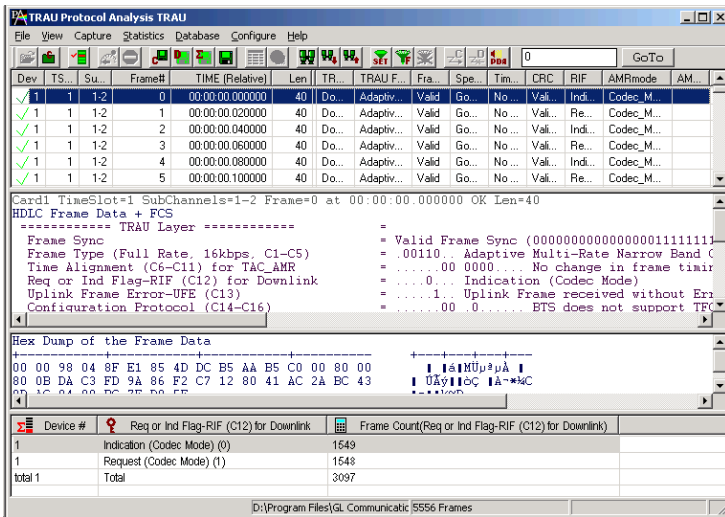 TRAU Protocol Analysis TRAU
File View Capture Statistics Database Configure Help
SET F PDA 0 GoTo
Dev TS... Su... Frame# TIME (Relative) Len TR... TRAU F... Fra... Spe... Tim... CRC RIF AMRmode AM...
1 1 1-2 0 00:00:00.000000 40 Do... Adaptiv... Valid Go... No ... Vali... Indi... Codec_M...
1 1 1-2 1 00:00:00.020000 40 Do... Adaptiv... Valid Go... No ... Vali... Re... Codec_M...
1 1 1-2 2 00:00:00.040000 40 Do... Adaptiv... Valid Go... No ... Vali... Indi... Codec_M...
1 1 1-2 3 00:00:00.060000 40 Do... Adaptiv... Valid Go... No ... Vali... Re... Codec_M...
1 1 1-2 4 00:00:00.080000 40 Do... Adaptiv... Valid Go... No ... Vali... Indi... Codec_M...
1 1 1-2 5 00:00:00.100000 40 Do... Adaptiv... Valid Go... No ... Vali... Re... Codec_M...
Card1 TimeSlot=1 SubChannels=1-2 Frame=0 at 00:00:00.000000 OK Len=40
HDLC Frame Data + FCS
============ TRAU Layer ============ =
Frame Sync = Valid Frame Sync (0000000000000000011111111
Frame Type (Full Rate, 16kbps, C1-C5) = .00110.. Adaptive Multi-Rate Narrow Band C
Time Alignment (C6-C11) for TAC_AMR = ......00 0000.... No change in frame timin
Req or Ind Flag-RIF (C12) for Downlink = ....0... Indication (Codec Mode)
Uplink Frame Error-UFE (C13) = .....1.. Uplink Frame received without Err
Configuration Protocol (C14-C16) = ......00 .0...... BTS does not support TFO
Hex Dump of the Frame Data
00 00 98 04 8F E1 85 4D DC B5 AA B5 C0 00 80 00 áMÜµªµÀ
80 0B DA C3 FD 9A 86 F2 C7 12 80 41 AC 2A BC 43 ÚÃý òÇ A¬*¼C
Device # Req or Ind Flag-RIF (C12) for Downlink Frame Count(Req or Ind Flag-RIF (C12) for Downlink)
1 Indication (Codec Mode) (0) 1549
1 Request (Codec Mode) (1) 1548
total 1 Total 3097
D:\Program Files\GL Communicatic 5556 Frames